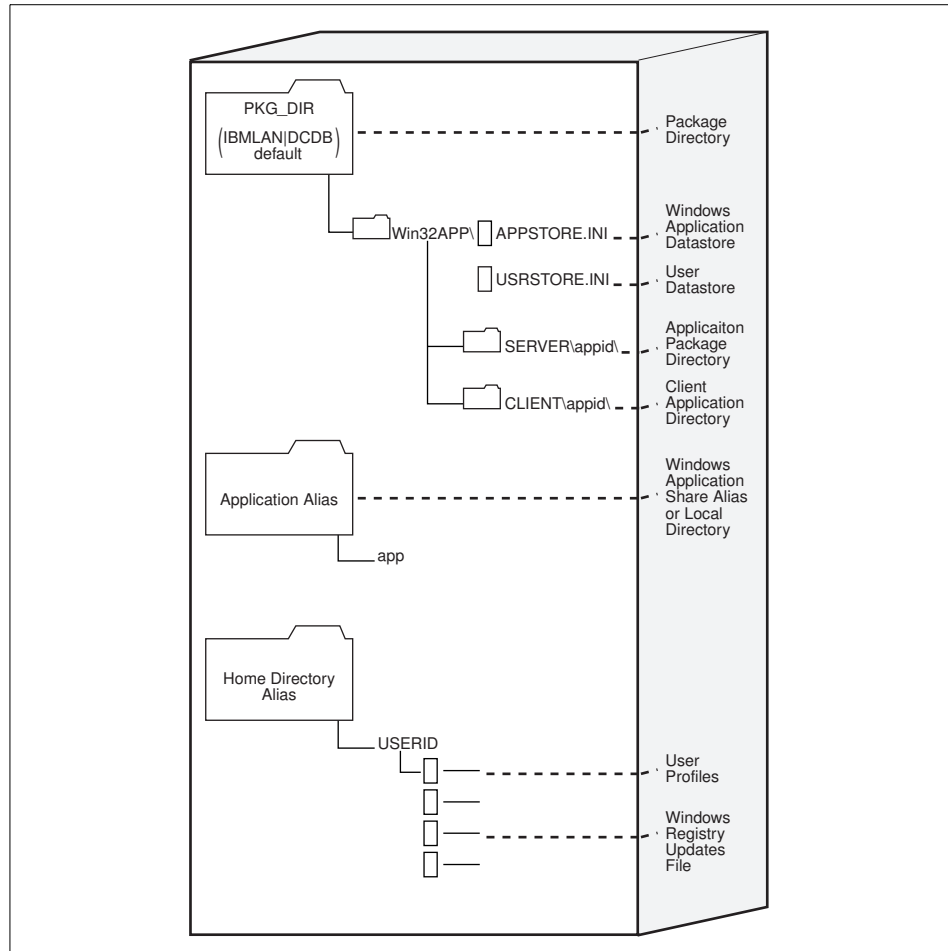 PKG_DIR
(IBMLAN|DCDB)
default
Package
Directory
Win32APP\
APPSTORE.INI
Windows
Application
Datastore
USRSTORE.INI
User
Datastore
SERVER\appid\
Applicaiton
Package
Directory
CLIENT\appid\
Client
Application
Directory
Application Alias
Windows
Application
Share Alias
or Local
Directory
app
Home Directory
Alias
USERID
User
Profiles
Windows
Registry
Updates
File